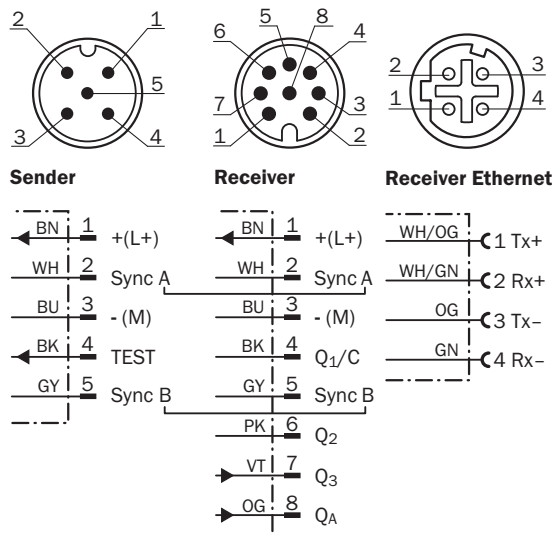 2 1
5
3 4
5 8
6 4
7 3
1 2
2 3
1 4
Sender Receiver Receiver Ethernet
BN 1 +(L+)
WH 2 Sync A
BU 3 - (M)
BK 4 TEST
GY 5 Sync B
BN 1 +(L+)
WH 2 Sync A
BU 3 - (M)
BK 4 Q1/C
GY 5 Sync B
PK 6 Q2
VT 7 Q3
OG 8 QA
WH/OG 1 Tx+
WH/GN 2 Rx+
OG 3 Tx–
GN 4 Rx–